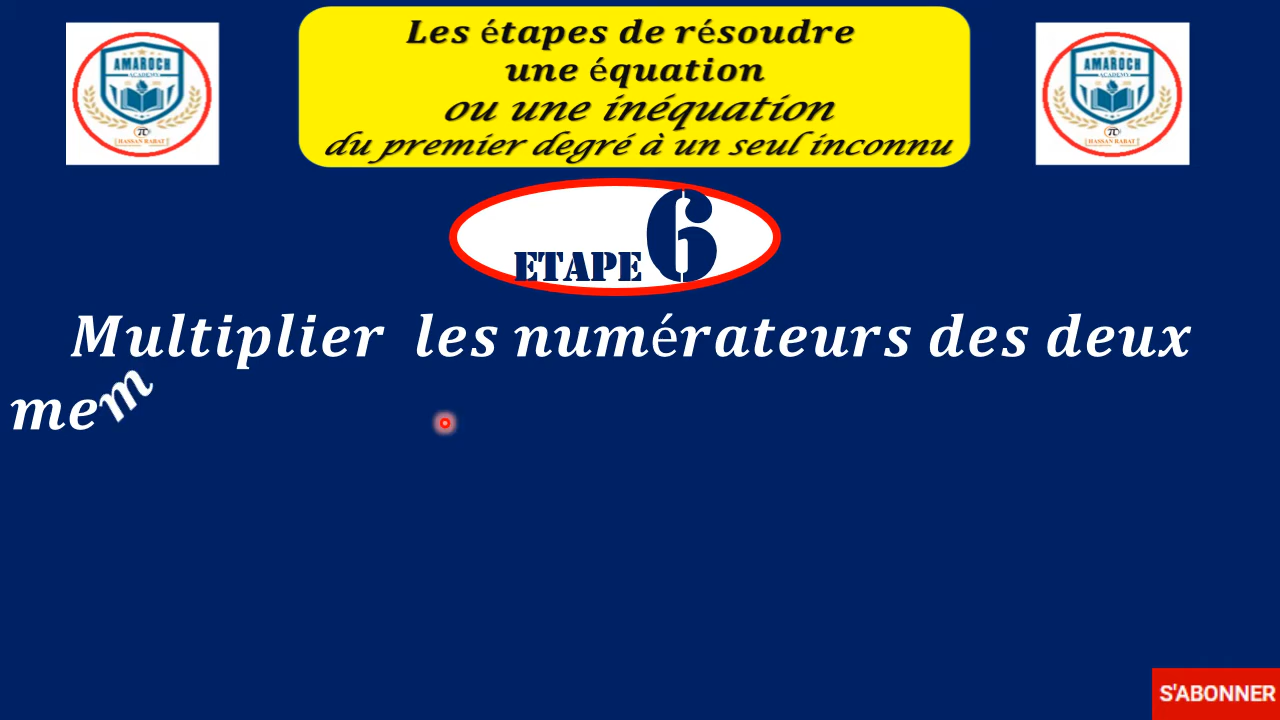 AMAROCH
ACADEMY
HASSAN RABAT
Les étapes de résoudre
une équation
ou une inéquation
du premier degré à un seul inconnu
AMAROCH
ACADEMY
HASSAN RABAT
ETAPE 6
Multiplier les numérateurs des deux
mem
S'ABONNER